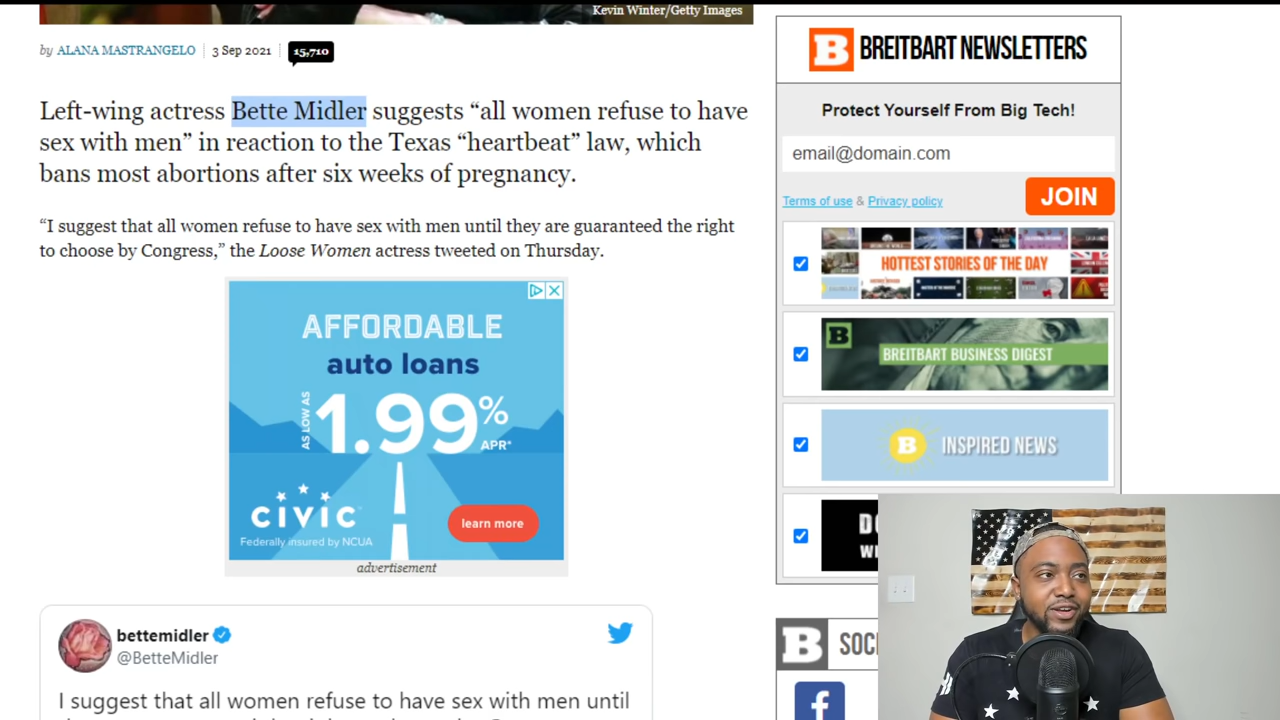 Kevin Winter/Getty Images
by ALANA MASTRANGELO | 3 Sep 2021 | 15,710
Left-wing actress Bette Midler suggests “all women refuse to have
sex with men” in reaction to the Texas “heartbeat” law, which
bans most abortions after six weeks of pregnancy.
“I suggest that all women refuse to have sex with men until they are guaranteed the right
to choose by Congress,” the Loose Women actress tweeted on Thursday.
AFFORDABLE
auto loans
AS LOW AS
1.99%
APR*
civic
Federally insured by NCUA
learn more
advertisement
bettemidler
@BetteMidler
I suggest that all women refuse to have sex with men until
B BREITBART NEWSLETTERS
Protect Yourself From Big Tech!
email@domain.com
Terms of use & Privacy policy
JOIN
HOTTEST STORIES OF THE DAY
B
BREITBART BUSINESS DIGEST
B INSPIRED NEWS
B SOCI